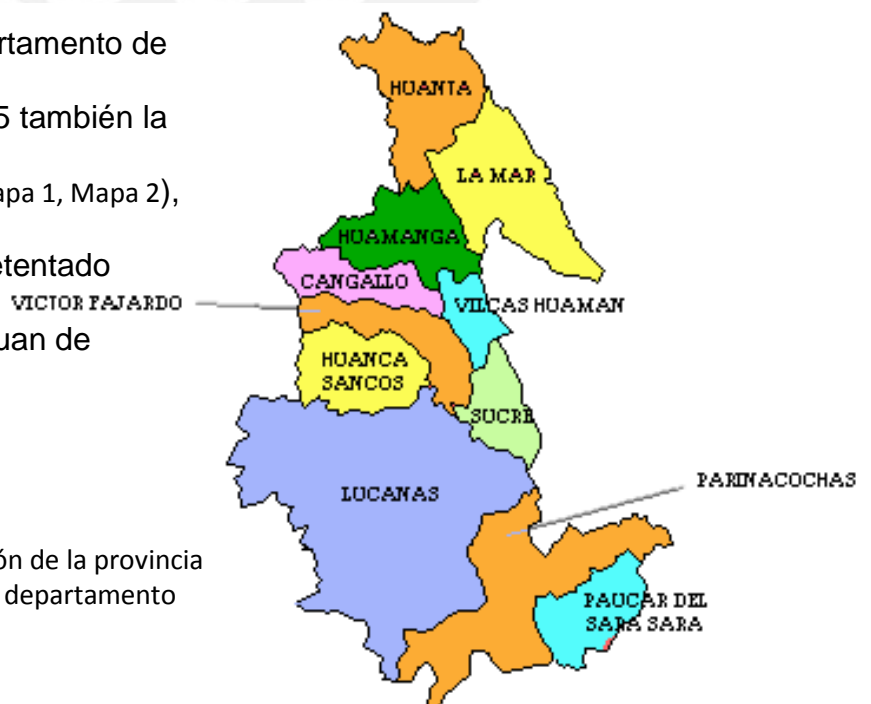 rtamento de
5 también la
apa 1, Mapa 2),
etentado
uan de
ón de la provincia
departamento
HUANTA
LA MAR
HUAMANGA
CANGALLO
VICTOR FAJARDO
VILCAS HUAMAN
HUANCA
SANCOS
SUCRE
LUCANAS
PARINACOCHAS
PAUCAR DEL
SARA SARA